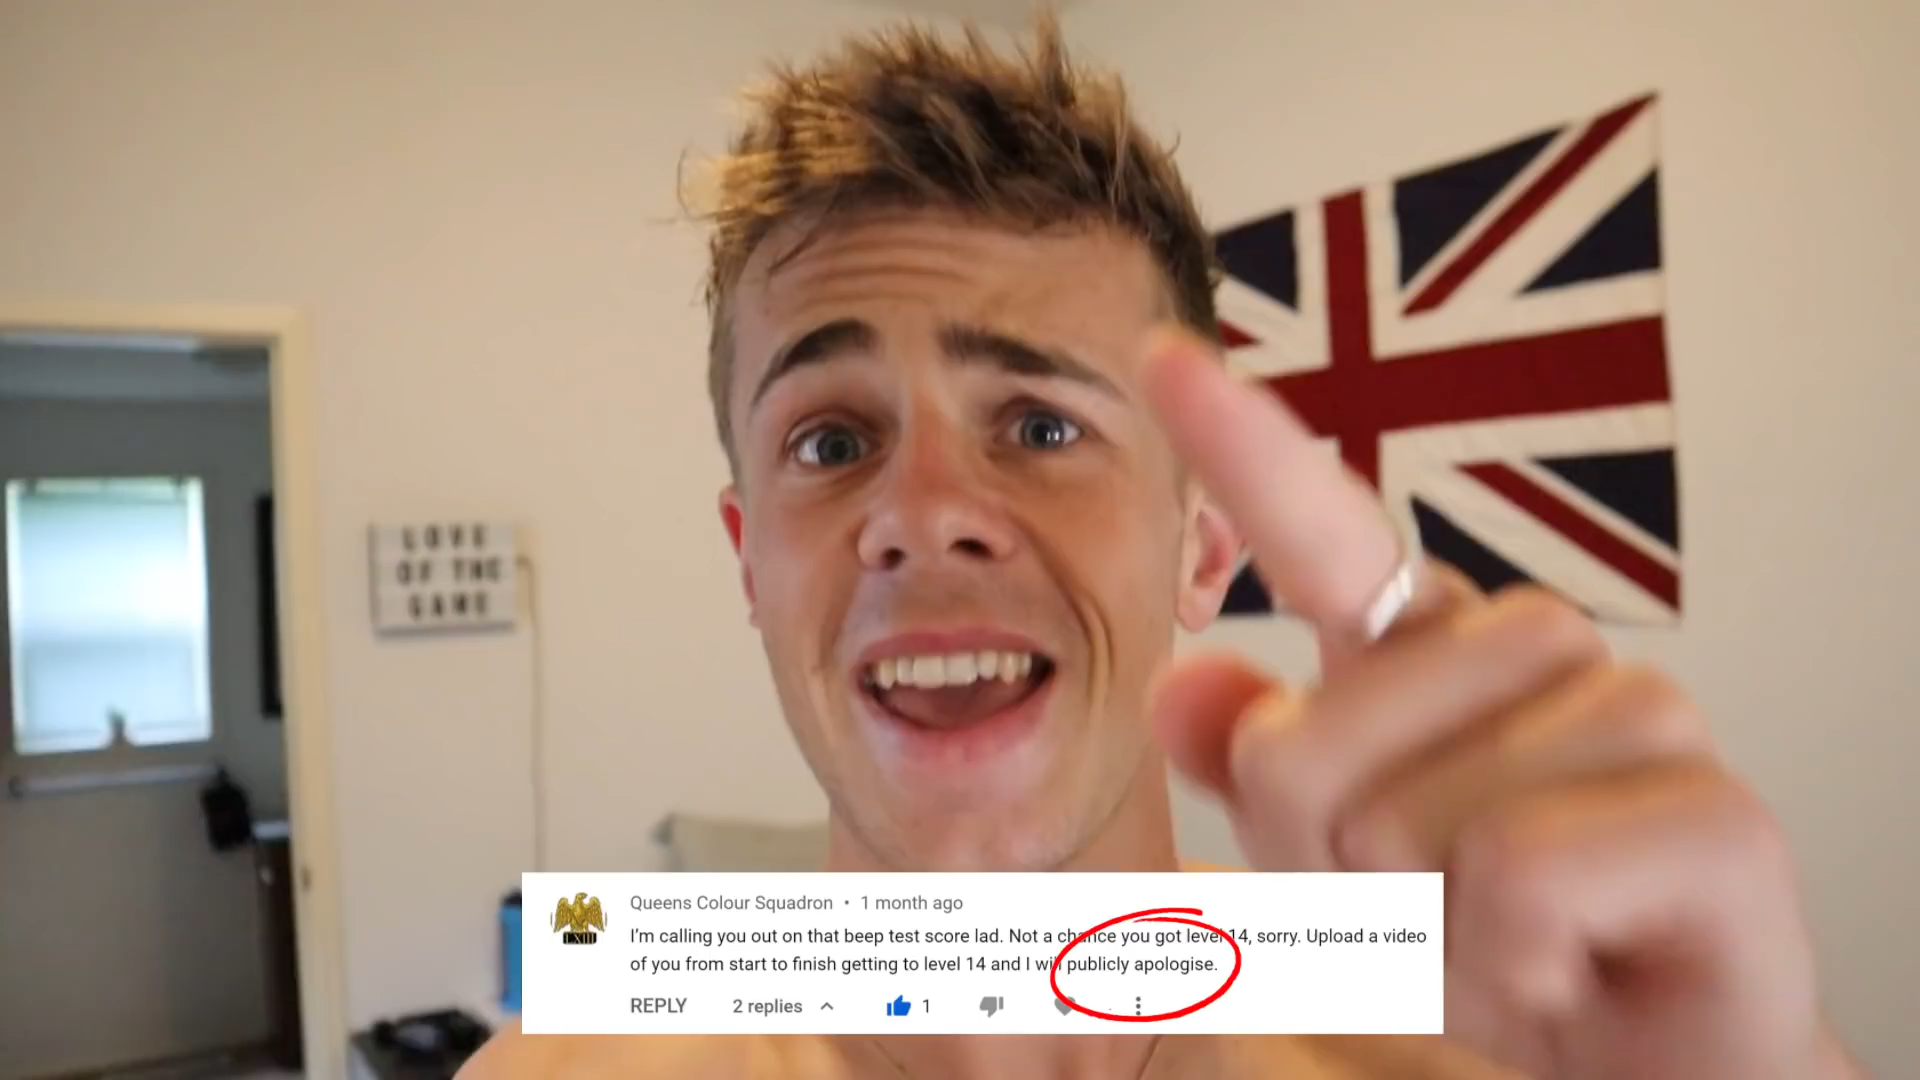 LOVE
OF THE
GAME
Queens Colour Squadron • 1 month ago
I'm calling you out on that beep test score lad. Not a chance you got level 14, sorry. Upload a video
of you from start to finish getting to level 14 and I will publicly apologise.
REPLY 2 replies 1
LXIII